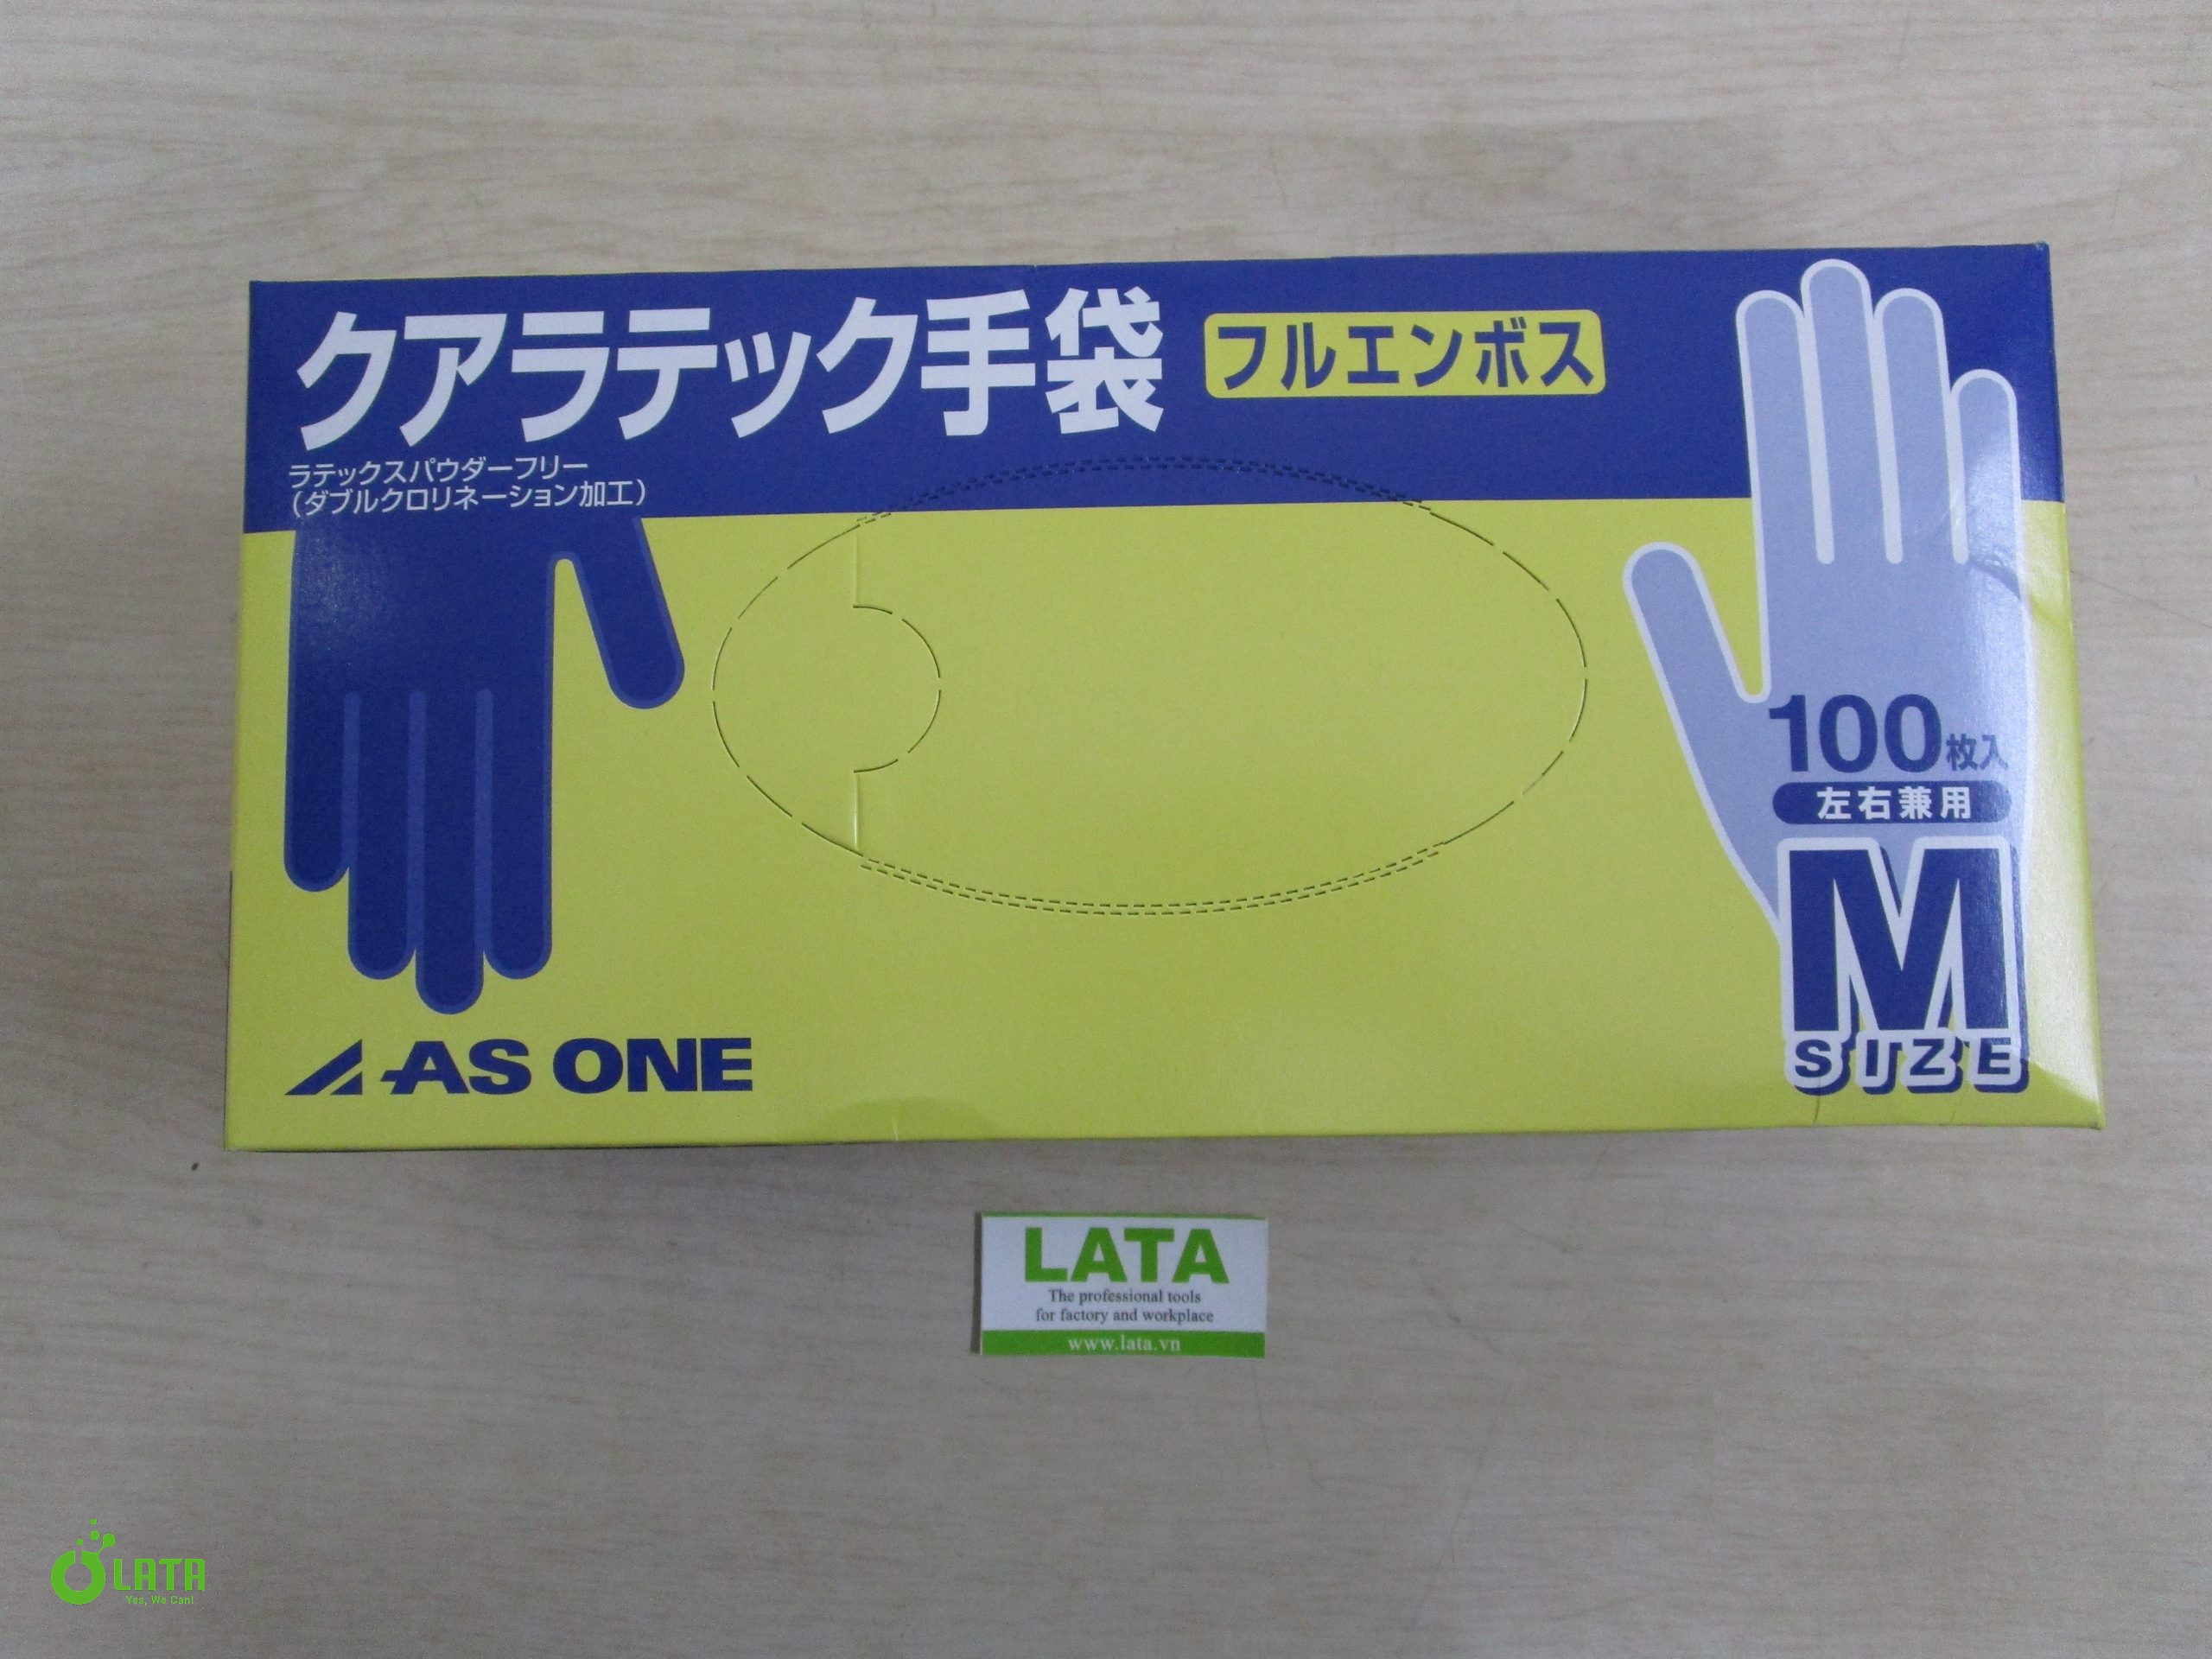 クアラテック手袋 フルエンボス
ラテックスパウダーフリー
(ダブルクロリネーション加工)
100枚入
左右兼用
M
SIZE
AS ONE
LATA
The professional tools
for factory and workplace
www.lata.vn
LATA
Yes, We Can!